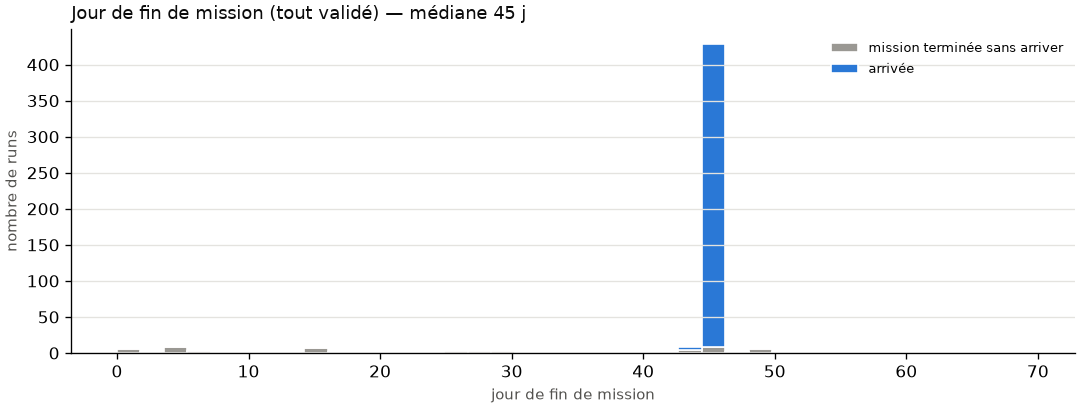 Jour de fin de mission (tout validé) — médiane 45 j
mission terminée sans arriver
arrivée
400
350
300
250
200
150
100
50
0
nombre de runs
0 10 20 30 40 50 60 70
jour de fin de mission